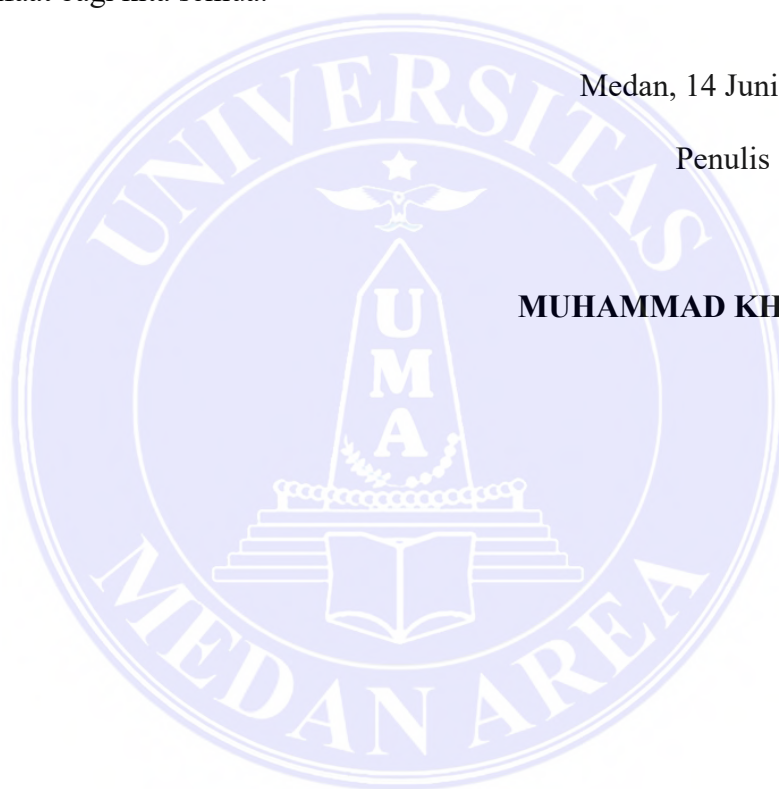 bagi kita semua.
Medan, 14 Juni
Penulis
MUHAMMAD KH
UNIVERSITAS
UMA
MEDAN AREA